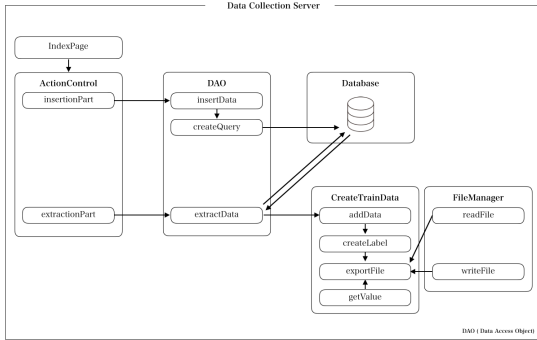 Data Collection Server
IndexPage
ActionControl
insertionPart
extractionPart
DAO
insertData
createQuery
extractData
Database
CreateTrainData
addData
createLabel
exportFile
getValue
FileManager
readFile
writeFile
DAO ( Data Access Object)